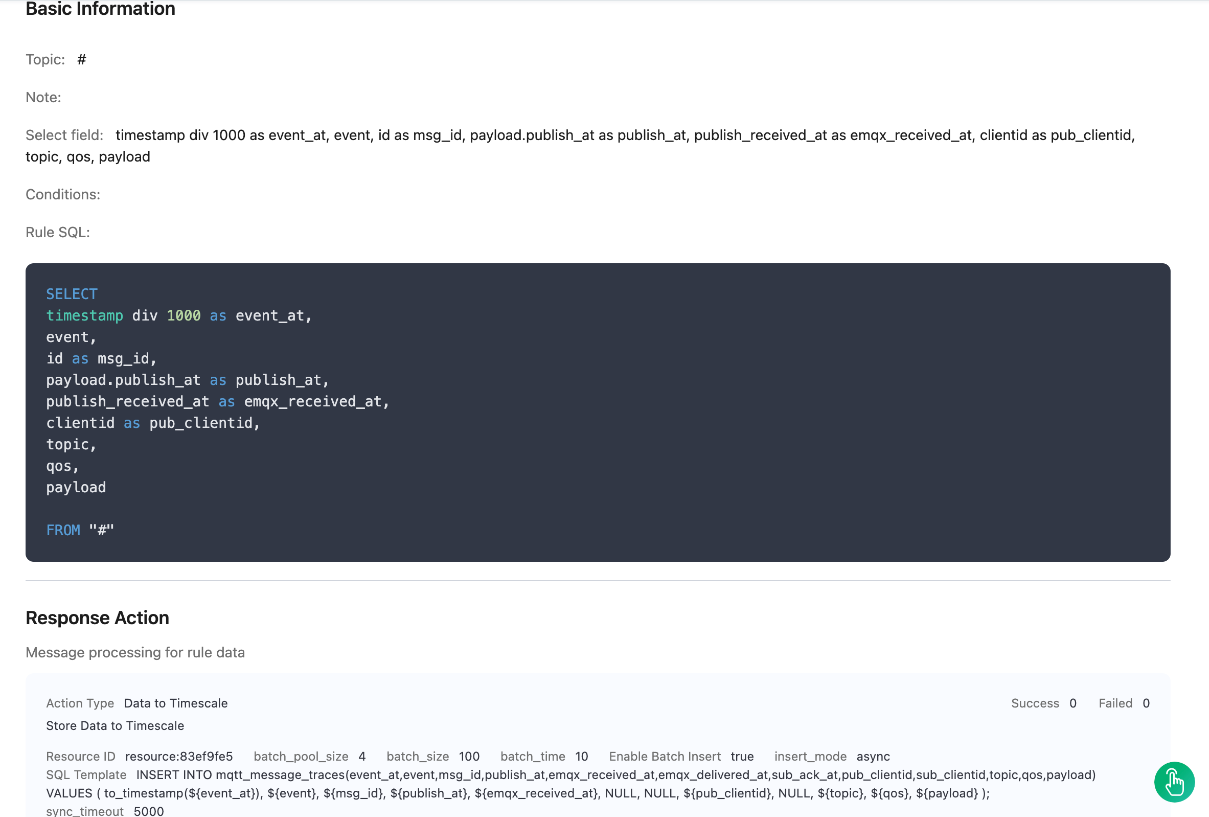 Basic Information
Topic: #
Note:
Select field: timestamp div 1000 as event_at, event, id as msg_id, payload.publish_at as publish_at, publish_received_at as emqx_received_at, clientid as pub_clientid,
topic, qos, payload
Conditions:
Rule SQL:
SELECT
timestamp div 1000 as event_at,
event,
id as msg_id,
payload.publish_at as publish_at,
publish_received_at as emqx_received_at,
clientid as pub_clientid,
topic,
qos,
payload
FROM "#"
Response Action
Message processing for rule data
Action Type Data to Timescale Success 0 Failed 0
Store Data to Timescale
Resource ID resource:83ef9fe5 batch_pool_size 4 batch_size 100 batch_time 10 Enable Batch Insert true insert_mode async
SQL Template INSERT INTO mqtt_message_traces(event_at,event,msg_id,publish_at,emqx_received_at,emqx_delivered_at,sub_ack_at,pub_clientid,sub_clientid,topic,qos,payload)
VALUES ( to_timestamp(${event_at}), ${event}, ${msg_id}, ${publish_at}, ${emqx_received_at}, NULL, NULL, ${pub_clientid}, NULL, ${topic}, ${qos}, ${payload} );
sync_timeout 5000